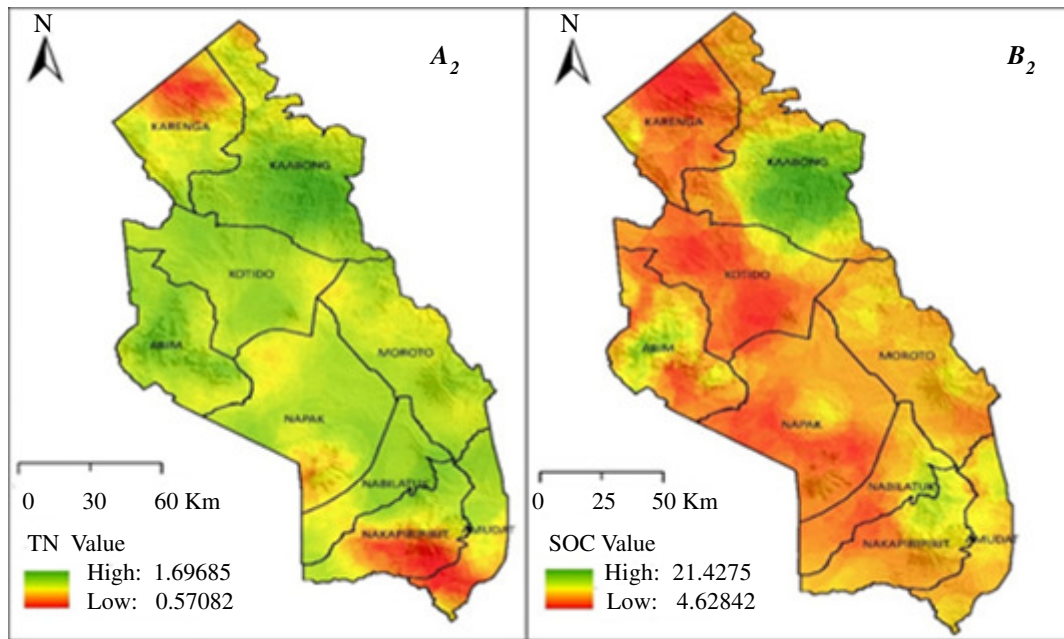 N
A2
KARENGA
KAABONG
KOTIDO
ABIM
MOROTO
NAPAK
NABILATUK
NAKAPIRIPIRIT
AMUDAT
0 30 60 Km
TN Value
High: 1.69685
Low: 0.57082
N
B2
KARENGA
KAABONG
KOTIDO
ABIM
MOROTO
NAPAK
NABILATUK
NAKAPIRIPIRIT
AMUDAT
0 25 50 Km
SOC Value
High: 21.4275
Low: 4.62842